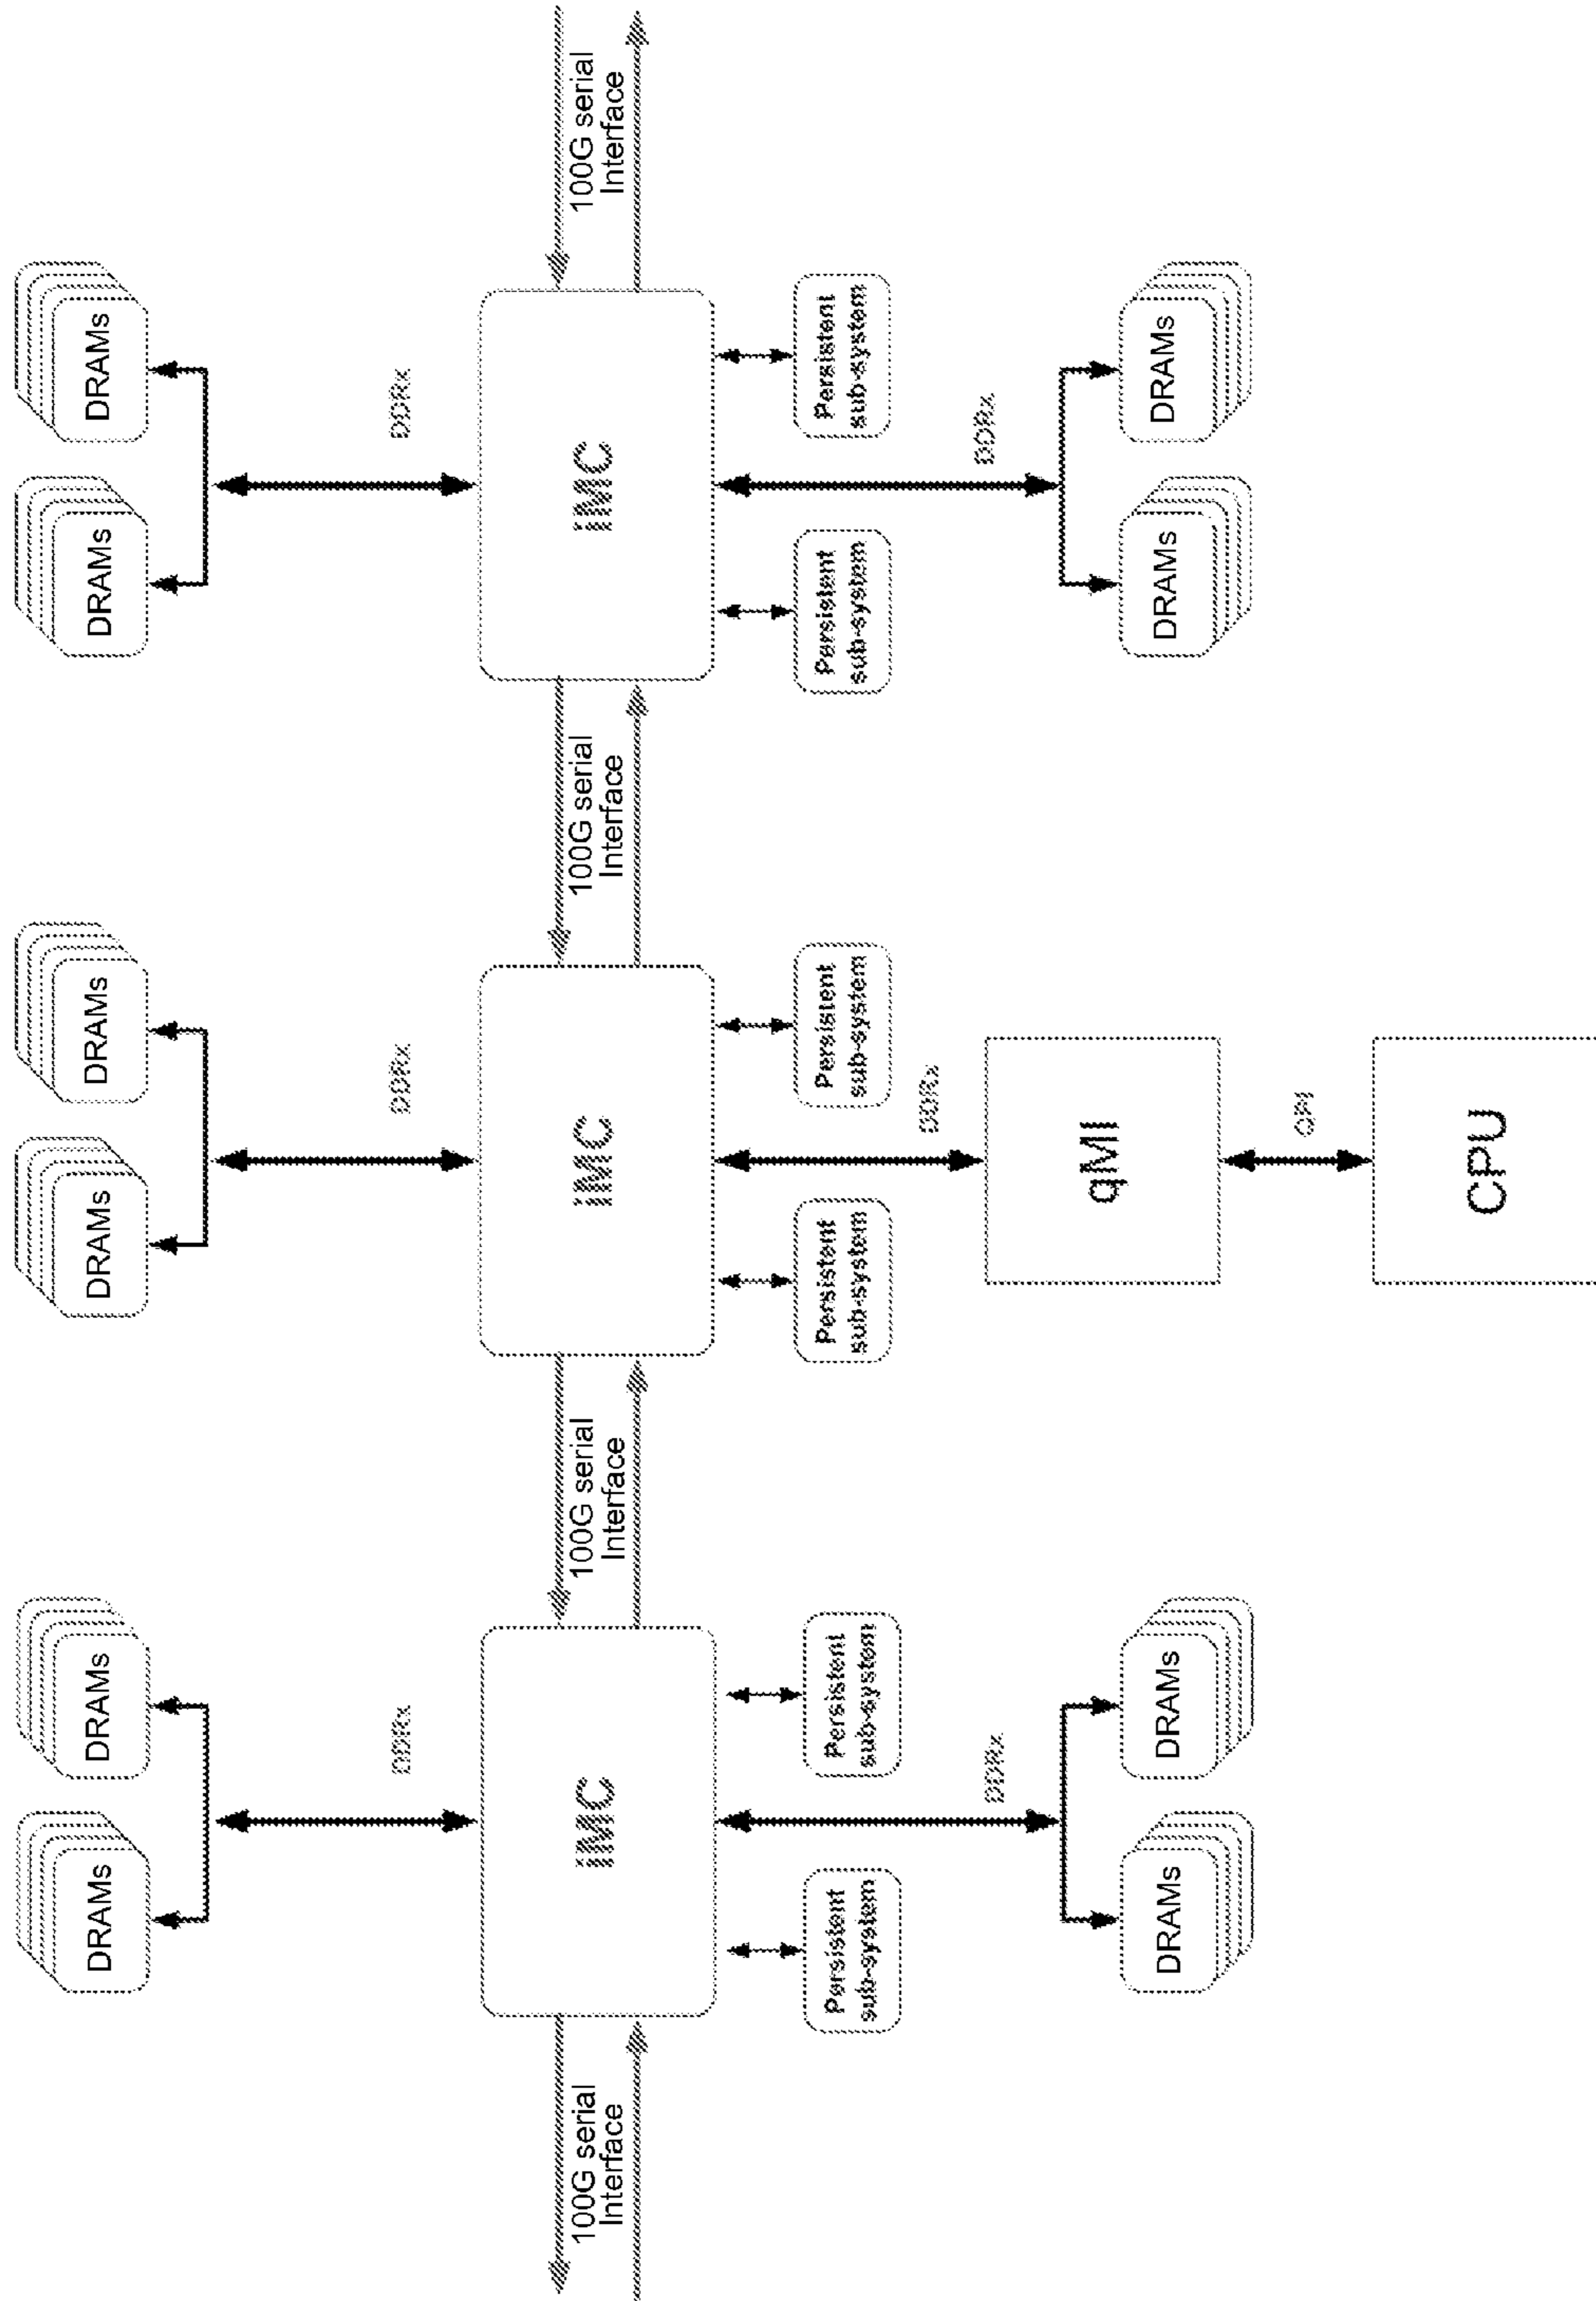 DRAMs
DRAMs
DRAMs
DRAMs
DRAMs
DRAMs
DDRx
DDRx
DDRx
100G serial
Interface
iMC
100G serial
Interface
iMC
100G serial
Interface
iMC
100G serial
Interface
Persistent
sub-system
Persistent
sub-system
Persistent
sub-system
Persistent
sub-system
Persistent
sub-system
Persistent
sub-system
DDRx
DDRx
DDRx
DRAMs
DRAMs
qMI
DRAMs
DRAMs
QPI
CPU